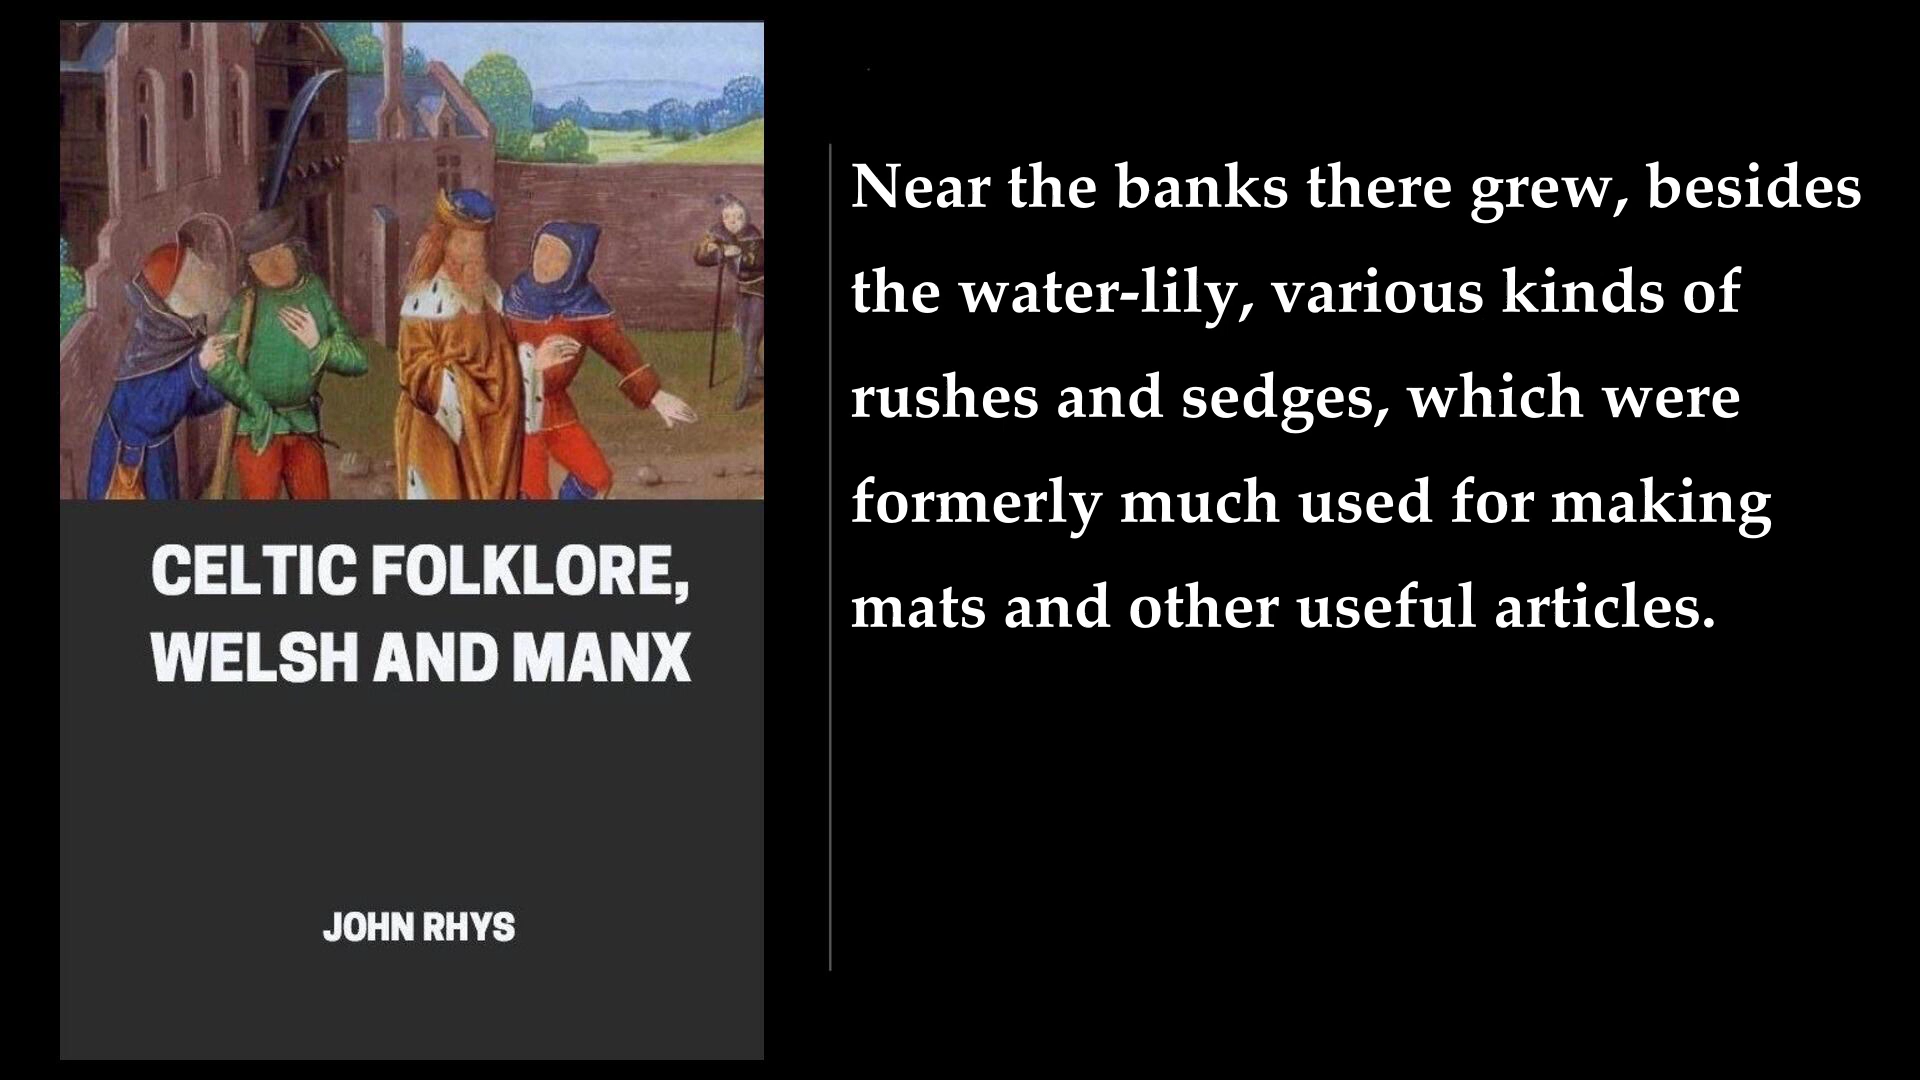 CELTIC FOLKLORE,
WELSH AND MANX
JOHN RHYS
Near the banks there grew, besides
the water-lily, various kinds of
rushes and sedges, which were
formerly much used for making
mats and other useful articles.